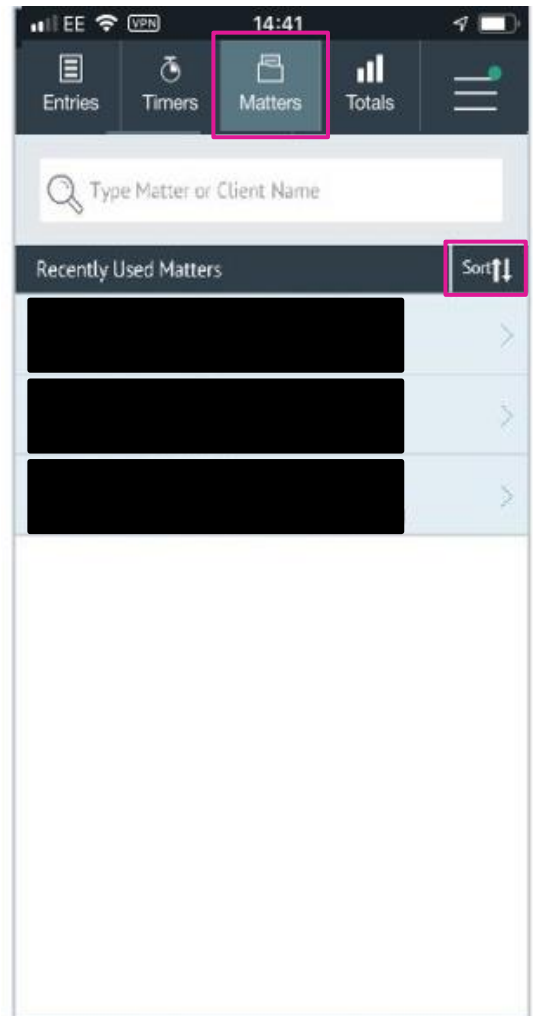 EE VPN 14:41
Entries Timers Matters Totals
Type Matter or Client Name
Recently Used Matters Sort